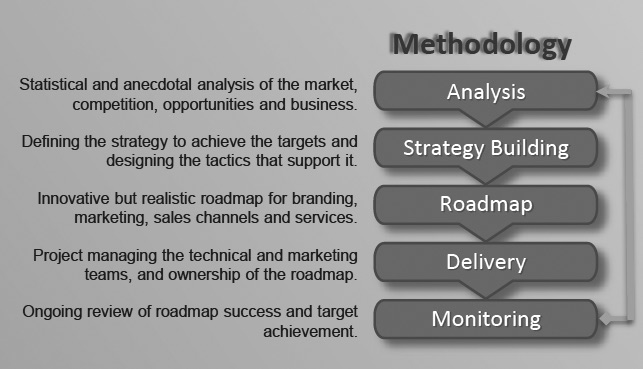 Methodology
Statistical and anecdotal analysis of the market,
competition, opportunities and business.
Analysis
Defining the strategy to achieve the targets and
designing the tactics that support it.
Strategy Building
Innovative but realistic roadmap for branding,
marketing, sales channels and services.
Roadmap
Project managing the technical and marketing
teams, and ownership of the roadmap.
Delivery
Ongoing review of roadmap success and target
achievement.
Monitoring